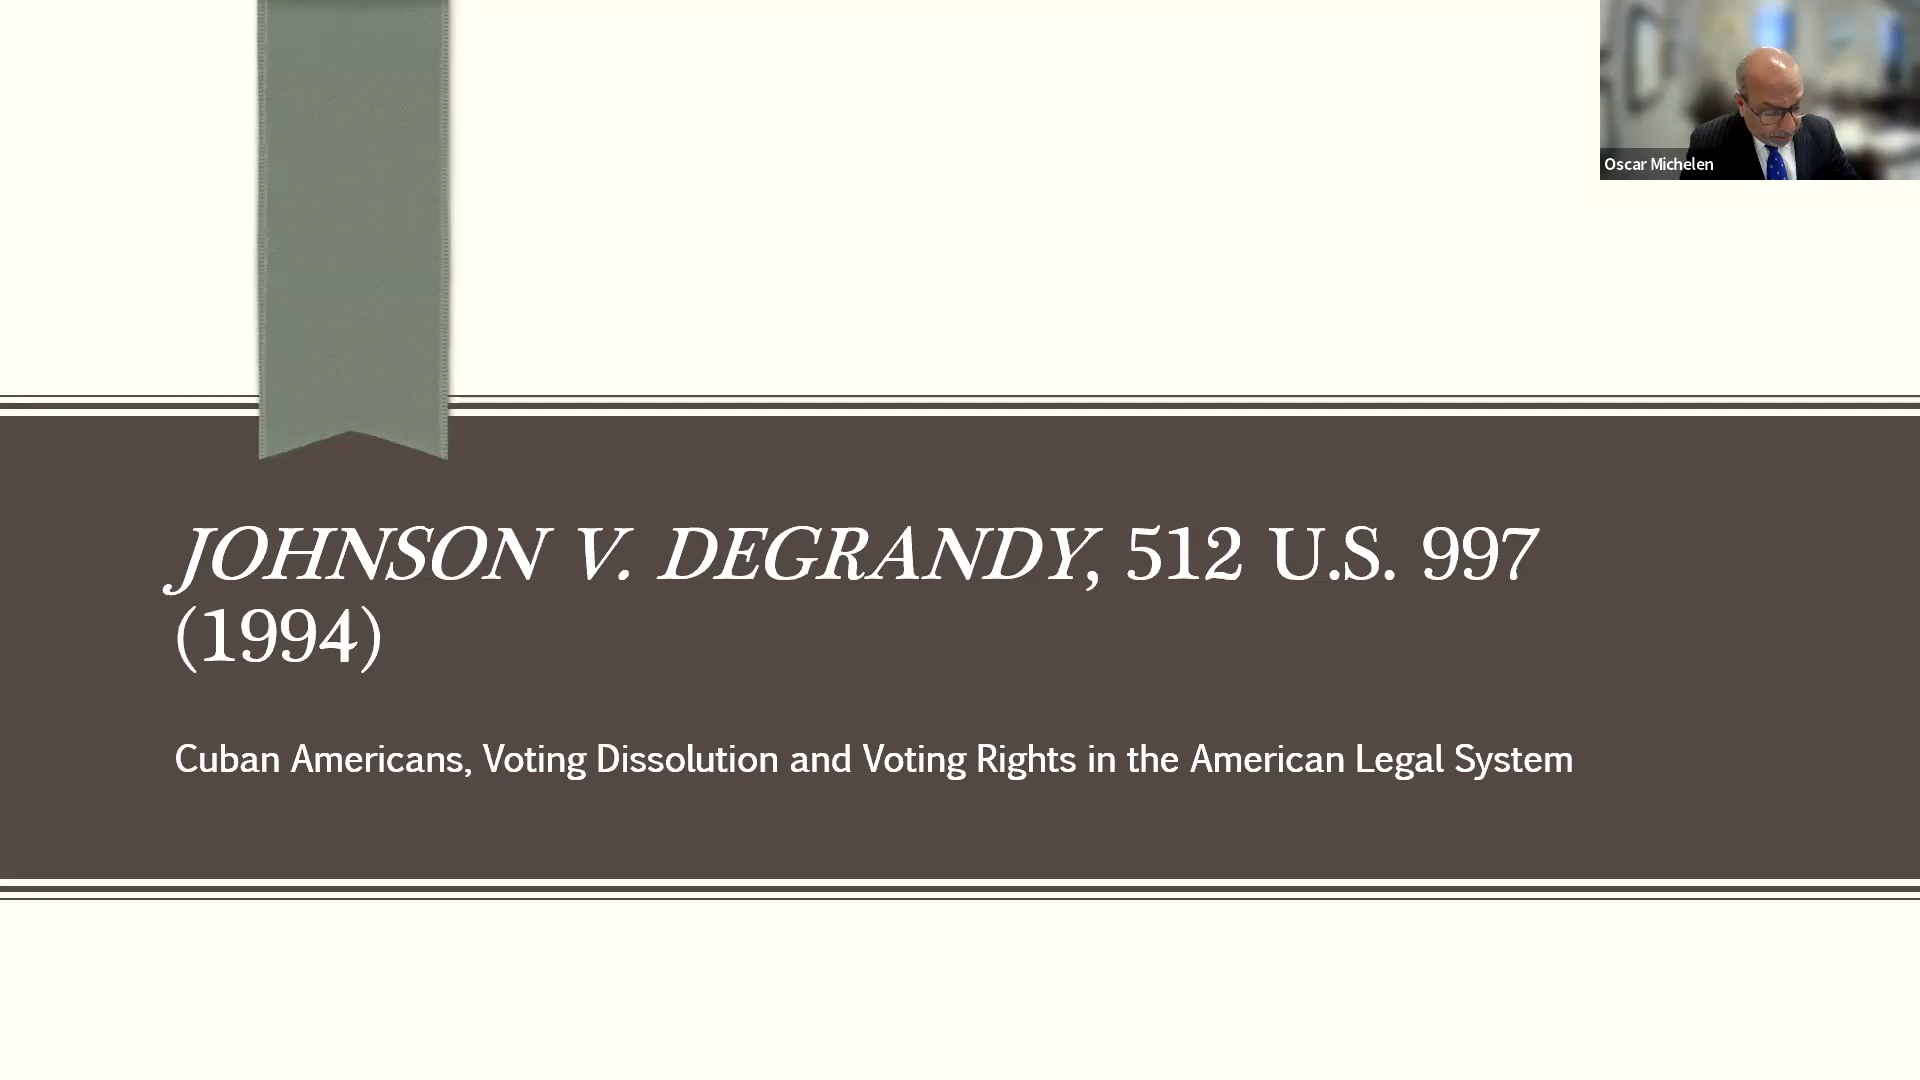 Oscar Michelen
JOHNSON V. DEGRANDY, 512 U.S. 997
(1994)
Cuban Americans, Voting Dissolution and Voting Rights in the American Legal System